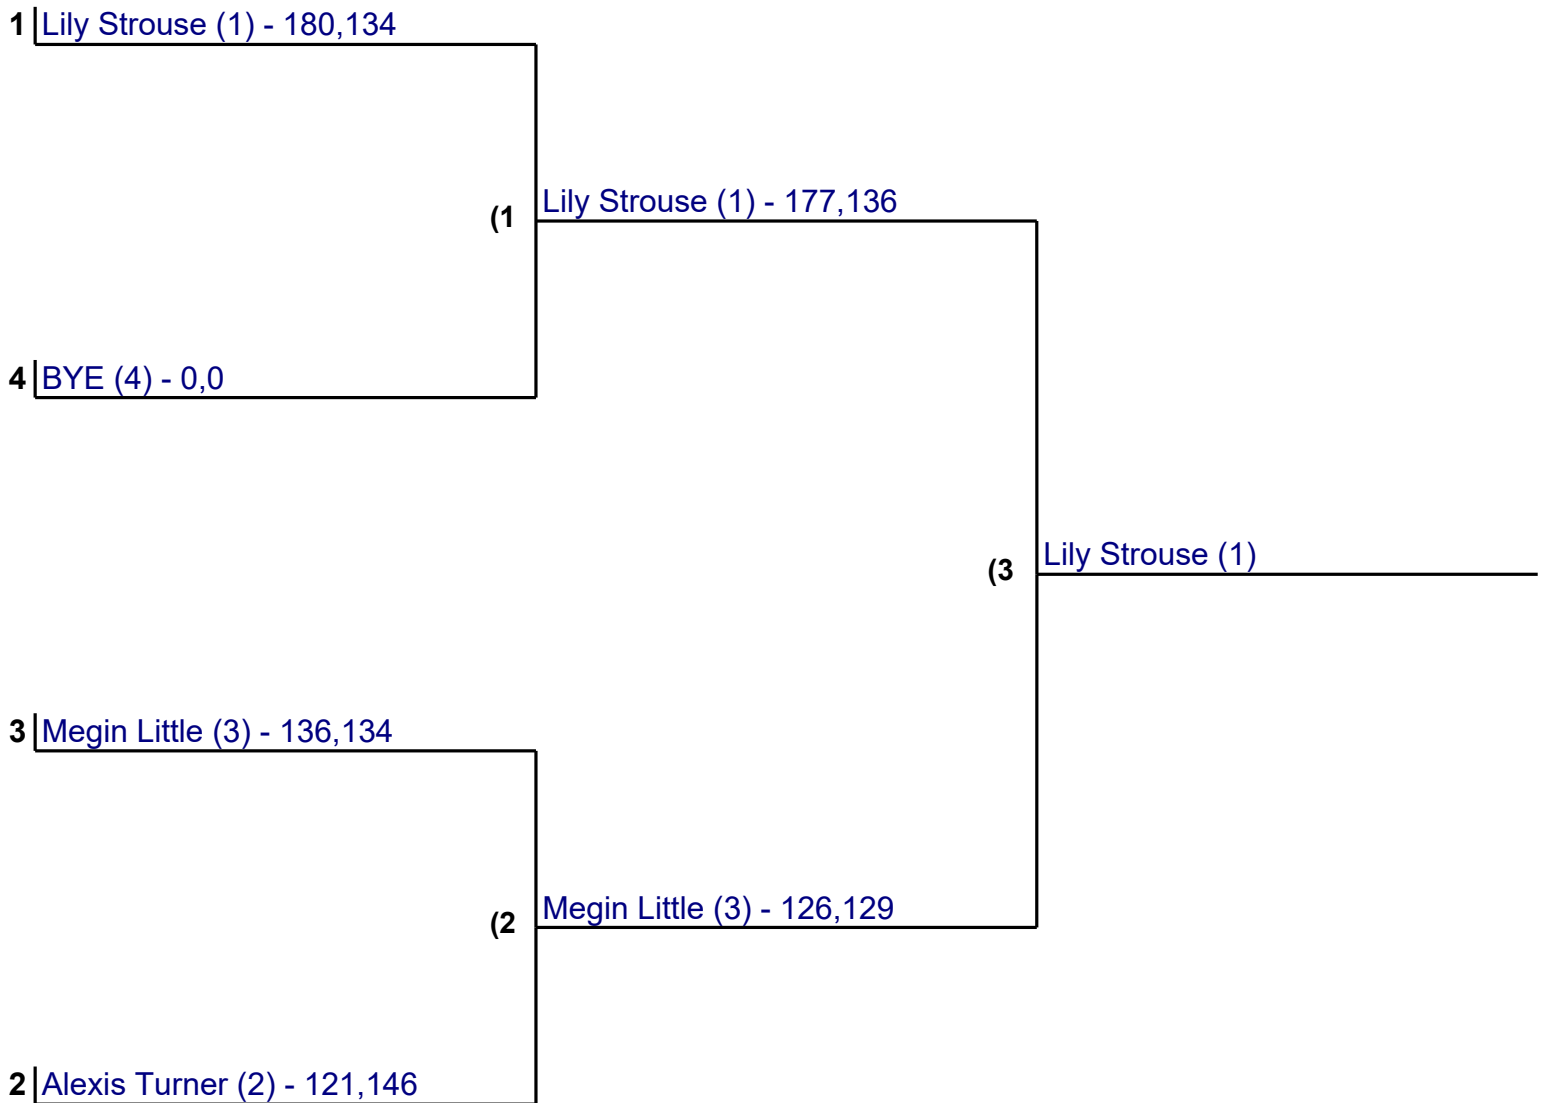 1 Lily Strouse (1) - 180,134
(1 Lily Strouse (1) - 177,136
4 BYE (4) - 0,0
(3 Lily Strouse (1)
3 Megin Little (3) - 136,134
(2 Megin Little (3) - 126,129
2 Alexis Turner (2) - 121,146